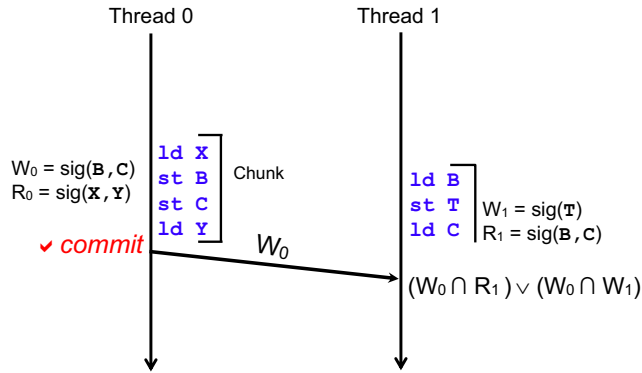 Thread 0
Thread 1
ld X
st B
st C
ld Y
Chunk
W₀ = sig(B,C)
R₀ = sig(X,Y)
✓ commit
W₀
ld B
st T
ld C
W₁ = sig(T)
R₁ = sig(B,C)
(W₀ ∩ R₁) ∨ (W₀ ∩ W₁)